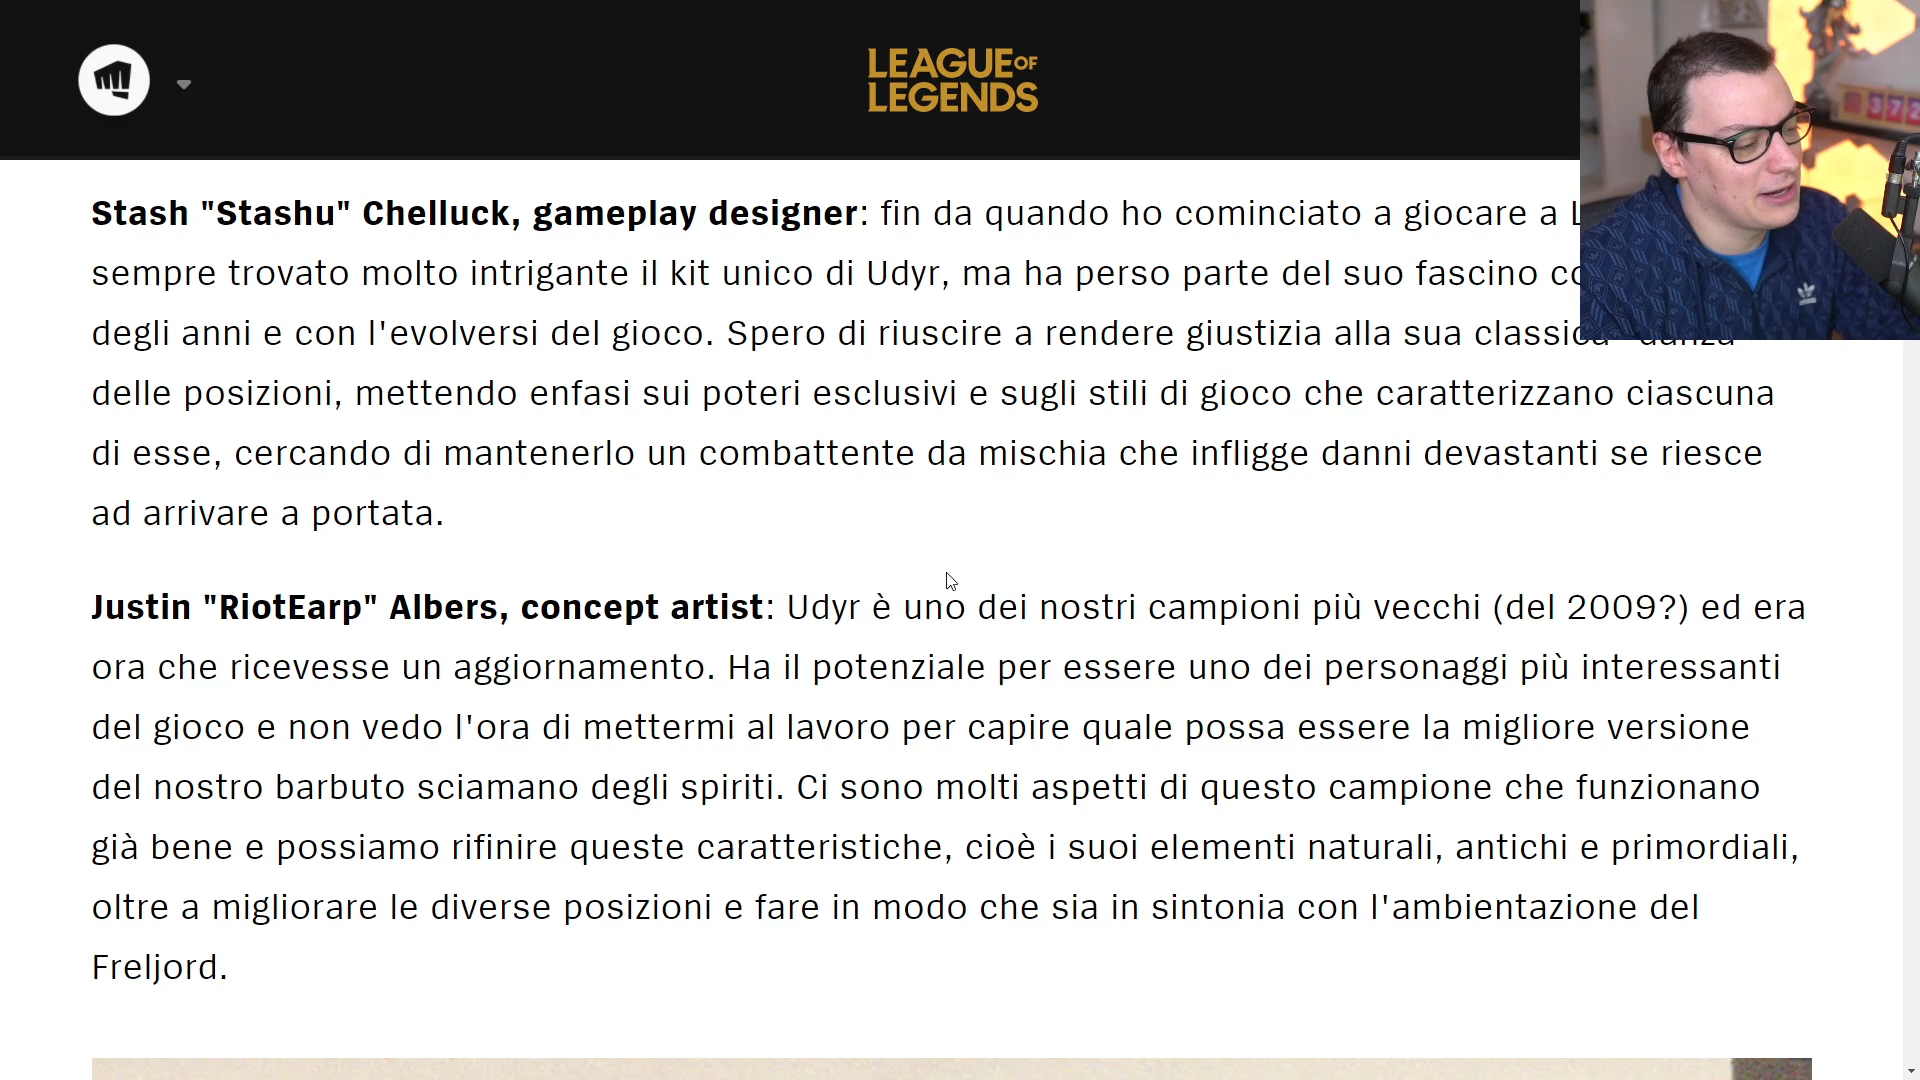 LEAGUE OF
LEGENDS
Stash "Stashu" Chelluck, gameplay designer: fin da quando ho cominciato a giocare a
sempre trovato molto intrigante il kit unico di Udyr, ma ha perso parte del suo fascino
degli anni e con l'evolversi del gioco. Spero di riuscire a rendere giustizia alla sua classica "danza"
delle posizioni, mettendo enfasi sui poteri esclusivi e sugli stili di gioco che caratterizzano ciascuna
di esse, cercando di mantenerlo un combattente da mischia che infligge danni devastanti se riesce
ad arrivare a portata.
Justin "RiotEarp" Albers, concept artist: Udyr è uno dei nostri campioni più vecchi (del 2009?) ed era
ora che ricevesse un aggiornamento. Ha il potenziale per essere uno dei personaggi più interessanti
del gioco e non vedo l'ora di mettermi al lavoro per capire quale possa essere la migliore versione
del nostro barbuto sciamano degli spiriti. Ci sono molti aspetti di questo campione che funzionano
già bene e possiamo rifinire queste caratteristiche, cioè i suoi elementi naturali, antichi e primordiali,
oltre a migliorare le diverse posizioni e fare in modo che sia in sintonia con l'ambientazione del
Freljord.